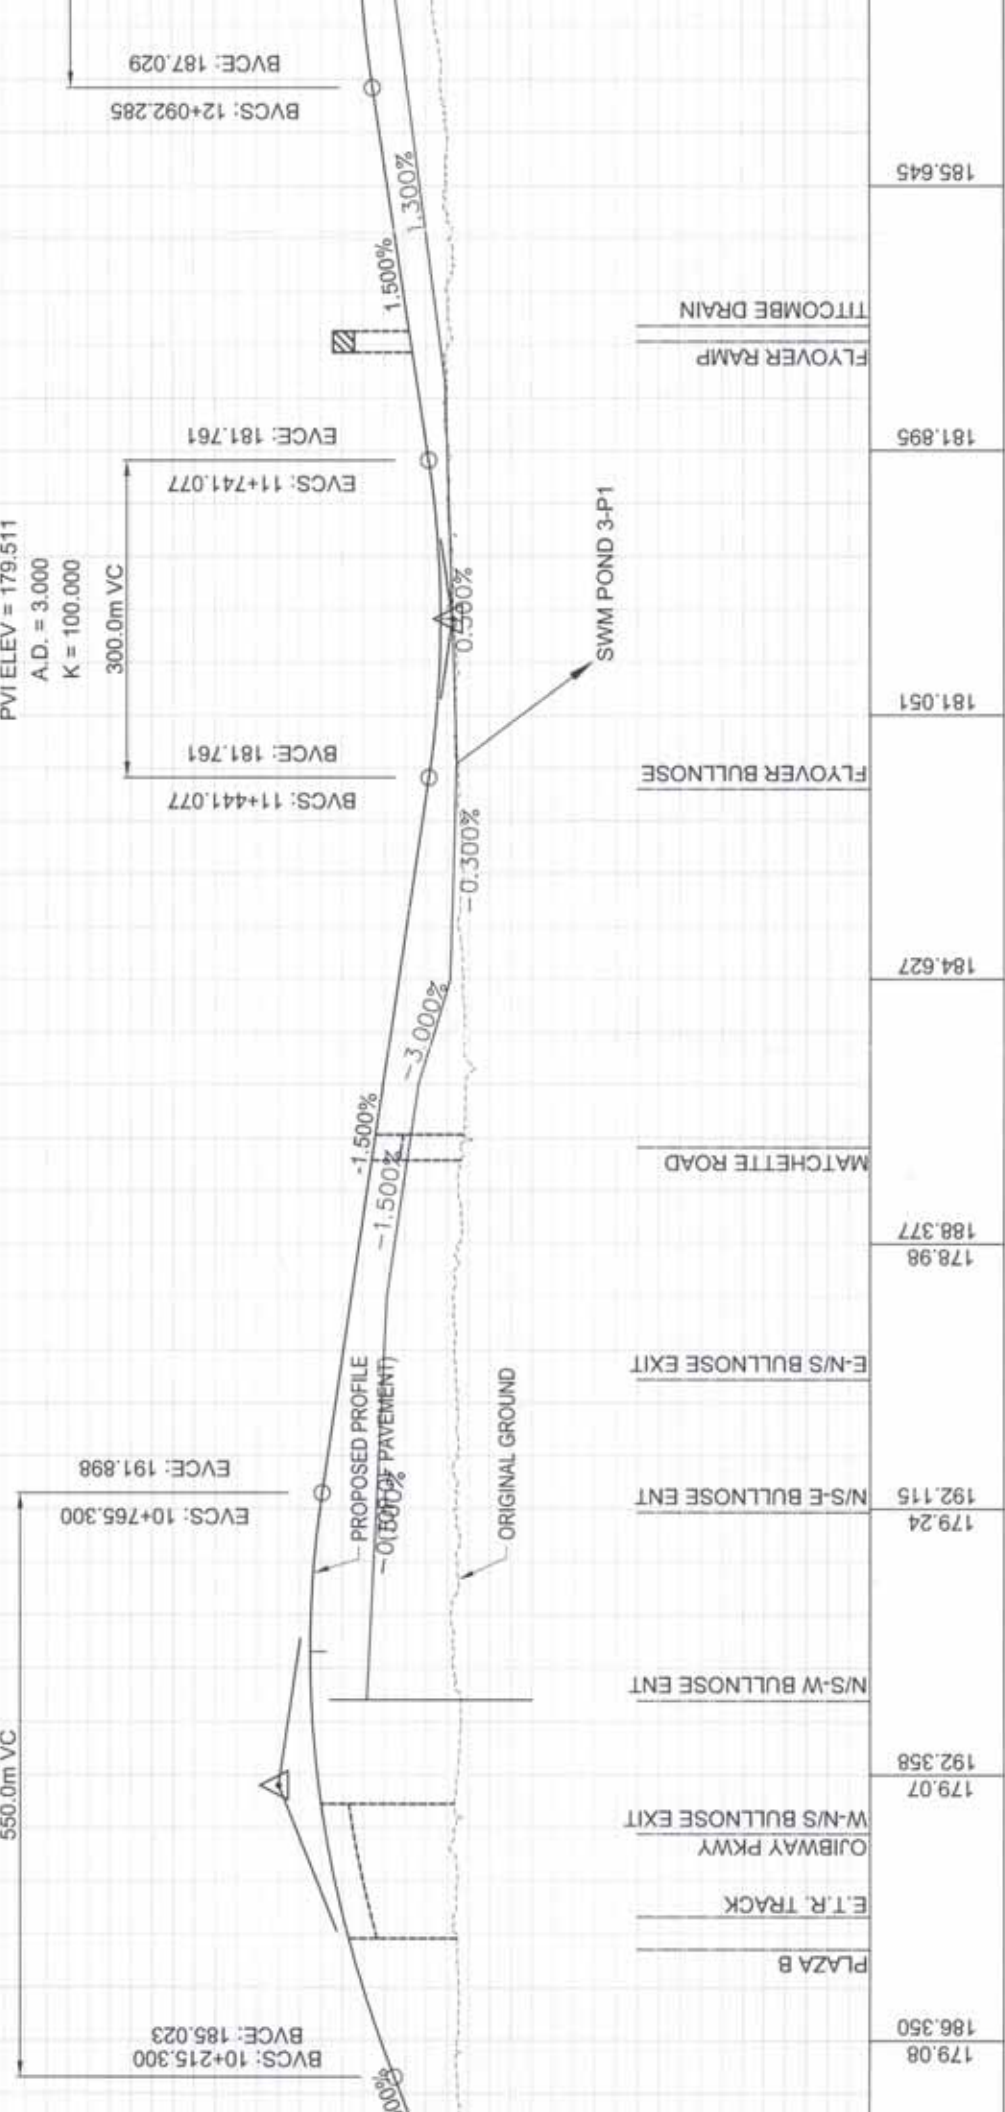 BVCE: 187.029
BVCS: 12+092.285
1.300%
1.500%
185.645
TITCOMBE DRAIN
FLYOVER RAMP
EVCE: 181.761
EVCS: 11+741.077
181.895
PVI ELEV = 179.511
A.D. = 3.000
K = 100.000
300.0m VC
SWM POND 3-P1
181.051
BVCE: 181.761
BVCS: 11+441.077
FLYOVER BULLNOSE
-0.300%
184.627
-3.000%
-1.500%
-1.500%
MATCHETTE ROAD
188.377
178.98
E-N/S BULLNOSE EXIT
PROPOSED PROFILE
(TOP OF PAVEMENT)
ORIGINAL GROUND
EVCE: 191.898
EVCS: 10+765.300
N/S-E BULLNOSE ENT
192.115
179.24
N/S-W BULLNOSE ENT
550.0m VC
192.358
179.07
W-N/S BULLNOSE EXIT
OJIBWAY PKWY
E.T.R. TRACK
PLAZA B
BVCE: 185.023
BVCS: 10+215.300
186.350
179.08